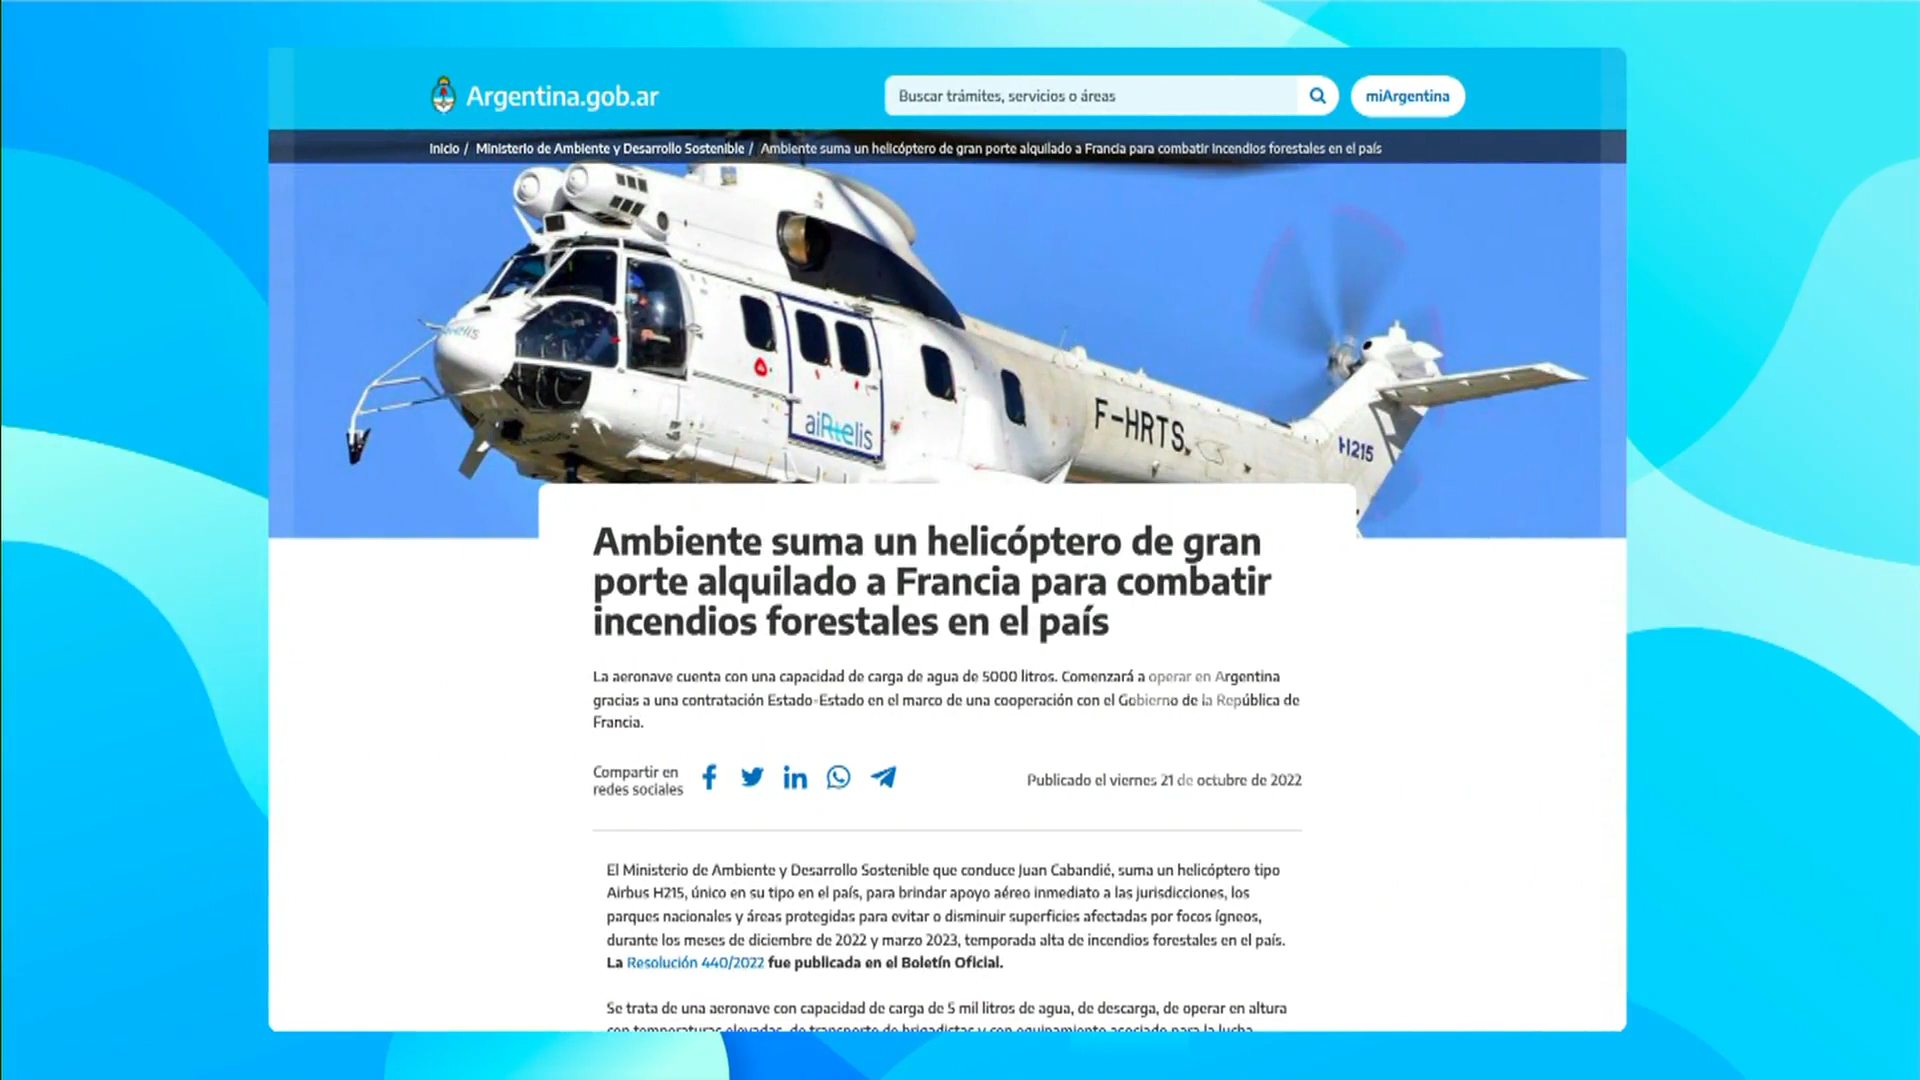 Argentina.gob.ar
Buscar trámites, servicios o áreas
miArgentina
Inicio / Ministerio de Ambiente y Desarrollo Sostenible / Ambiente suma un helicóptero de gran porte alquilado a Francia para combatir incendios forestales en el país
aiRtelis
F-HRTS
H215
Ambiente suma un helicóptero de gran
porte alquilado a Francia para combatir
incendios forestales en el país
La aeronave cuenta con una capacidad de carga de agua de 5000 litros. Comenzará a operar en Argentina
gracias a una contratación Estado-Estado en el marco de una cooperación con el Gobierno de la República de
Francia.
Compartir en
redes sociales
Publicado el viernes 21 de octubre de 2022
El Ministerio de Ambiente y Desarrollo Sostenible que conduce Juan Cabandié, suma un helicóptero tipo
Airbus H215, único en su tipo en el país, para brindar apoyo aéreo inmediato a las jurisdicciones, los
parques nacionales y áreas protegidas para evitar o disminuir superficies afectadas por focos ígneos,
durante los meses de diciembre de 2022 y marzo 2023, temporada alta de incendios forestales en el país.
La Resolución 440/2022 fue publicada en el Boletín Oficial.
Se trata de una aeronave con capacidad de carga de 5 mil litros de agua, de descarga, de operar en altura
con temperaturas elevadas, de transporte de brigadistas y con equipamiento asociado para la lucha